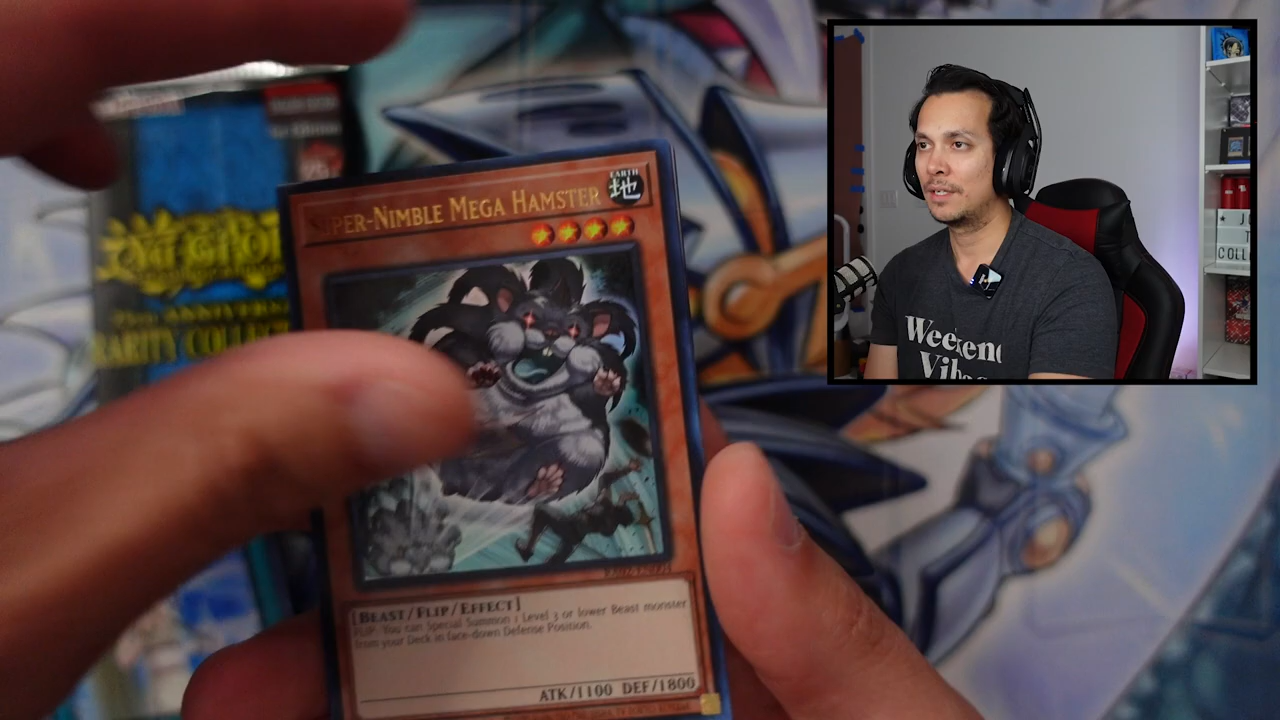 SUPER-NIMBLE MEGA HAMSTER
EARTH
地
[BEAST/FLIP/EFFECT]
FLIP: You can Special Summon 1 Level 3 or lower Beast monster
from your Deck in face-down Defense Position.
ATK/1100 DEF/1800
RARITY COLLECT
Weekend
Vib
J
T
COLL